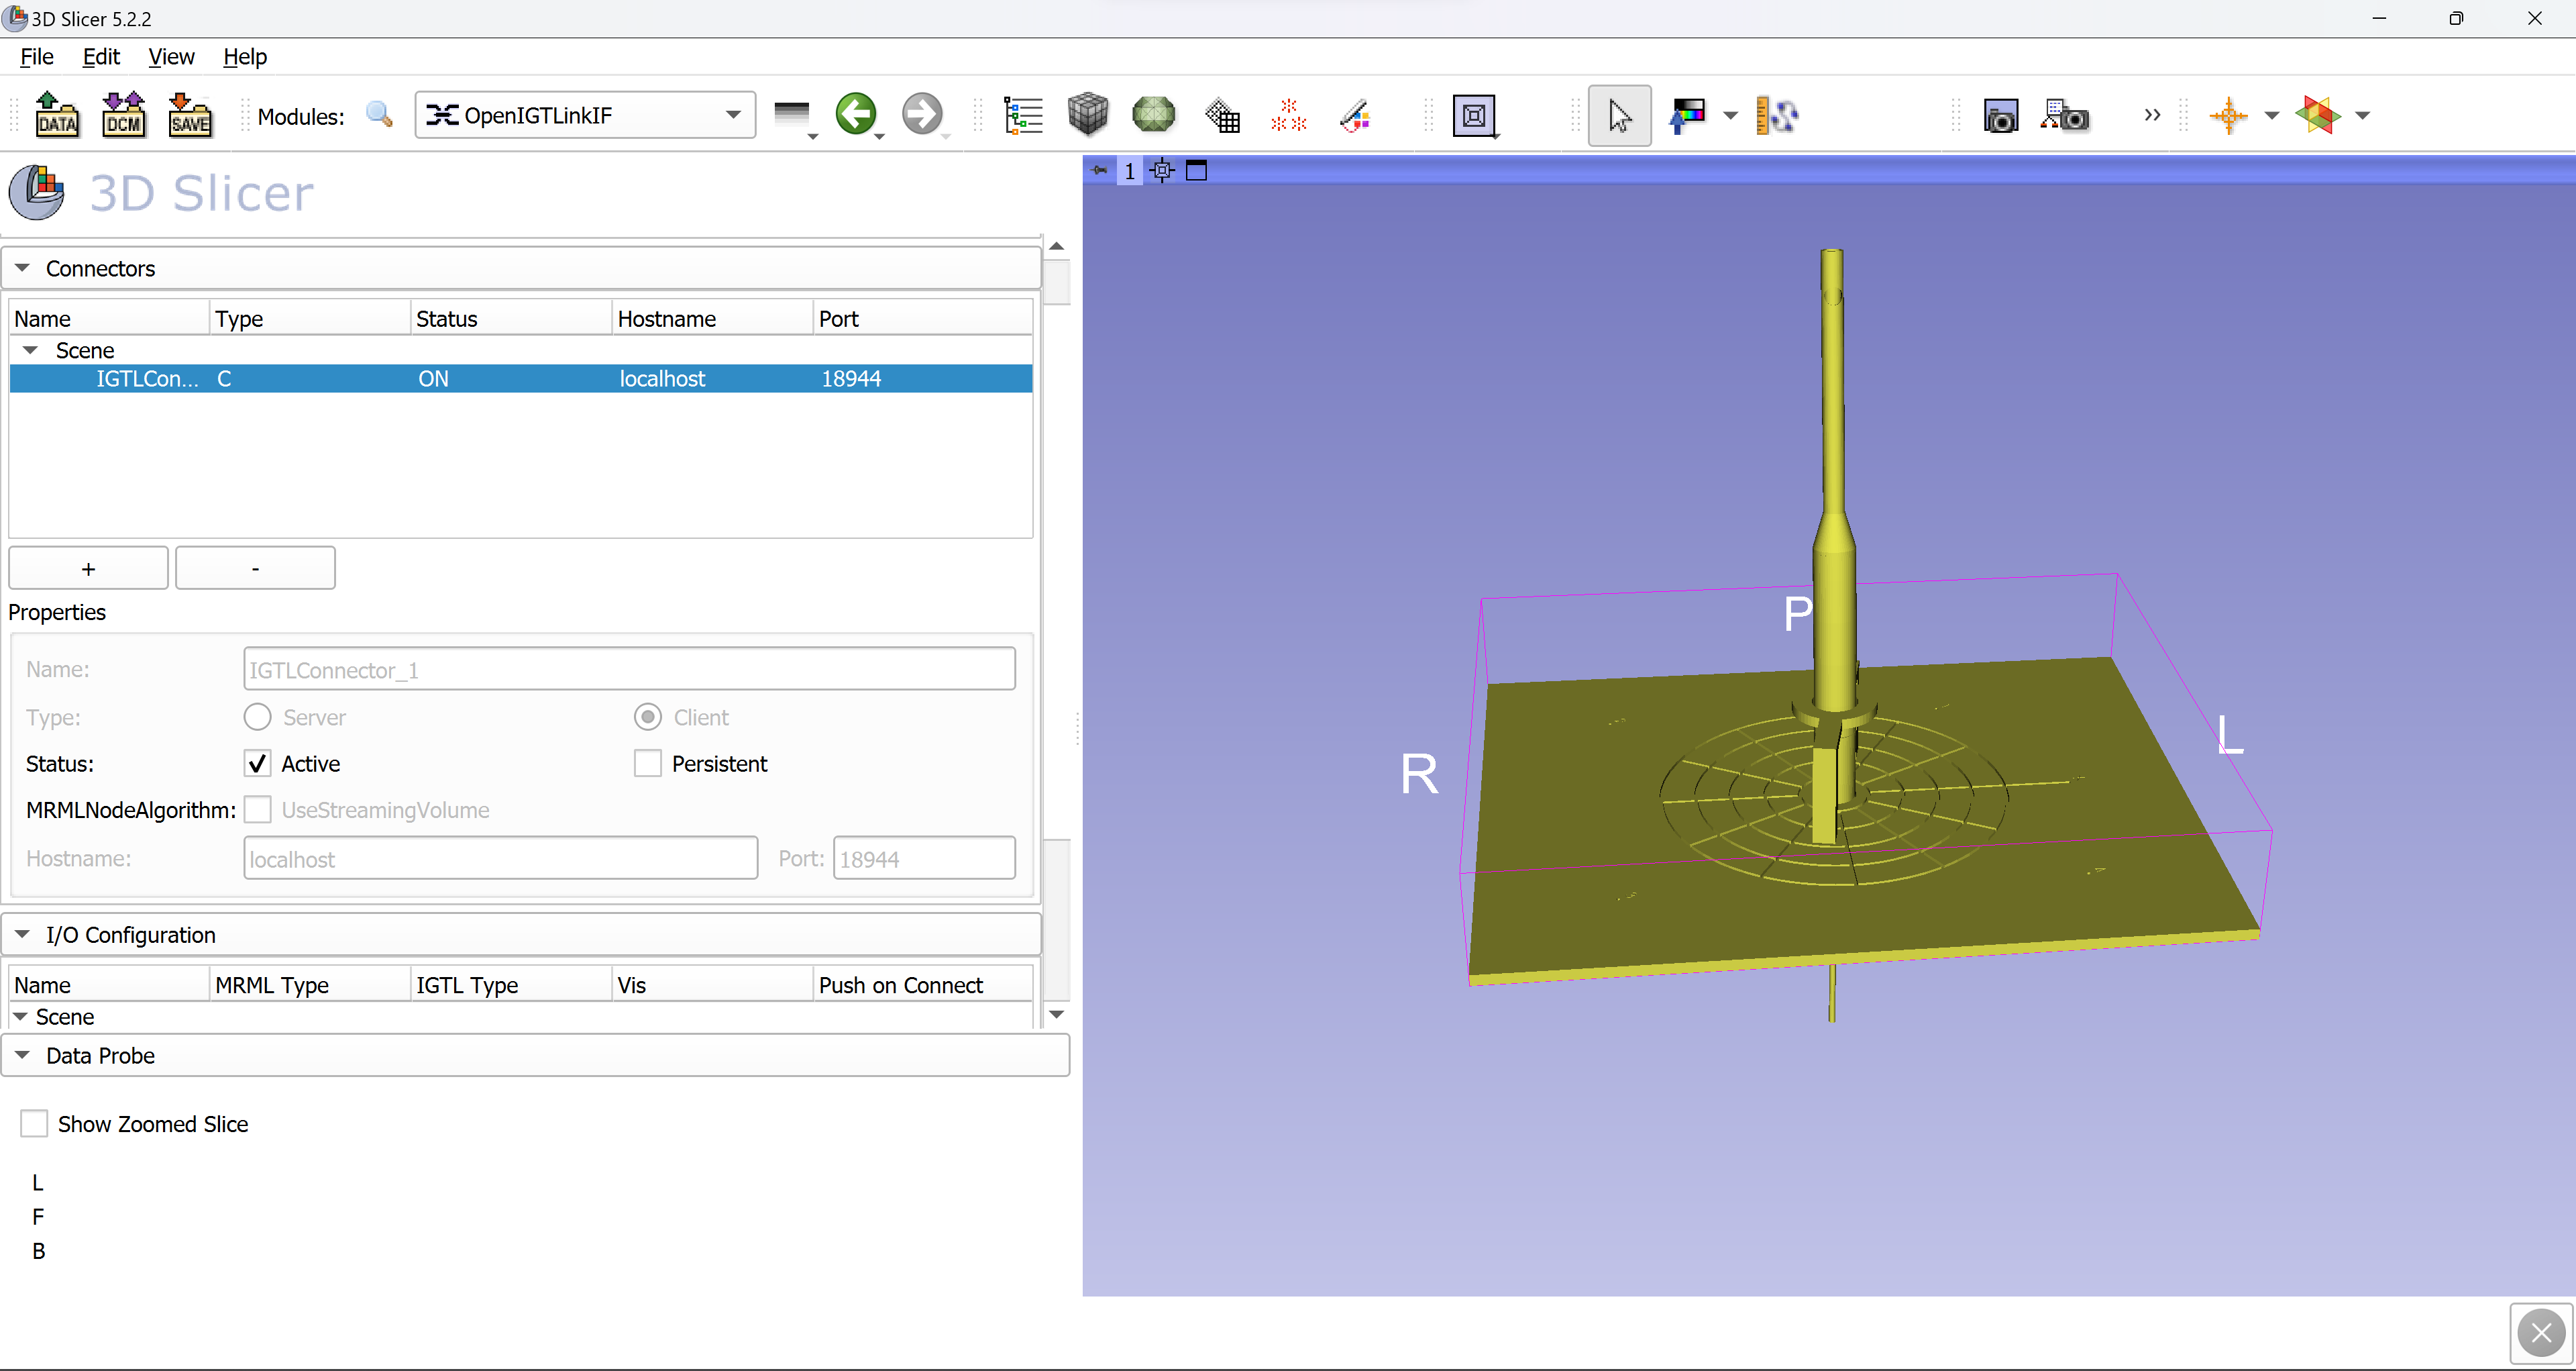 3D Slicer 5.2.2
File Edit View Help
DATA DCM SAVE Modules: OpenIGTLinkIF
1
3D Slicer
Connectors
Name Type Status Hostname Port
Scene
IGTLCon... C ON localhost 18944
+ -
Properties
Name: IGTLConnector_1
Type: Server Client
Status: Active Persistent
MRMLNodeAlgorithm: UseStreamingVolume
Hostname: localhost Port: 18944
I/O Configuration
Name MRML Type IGTL Type Vis Push on Connect
Scene
Data Probe
Show Zoomed Slice
L
F
B
P
R
L